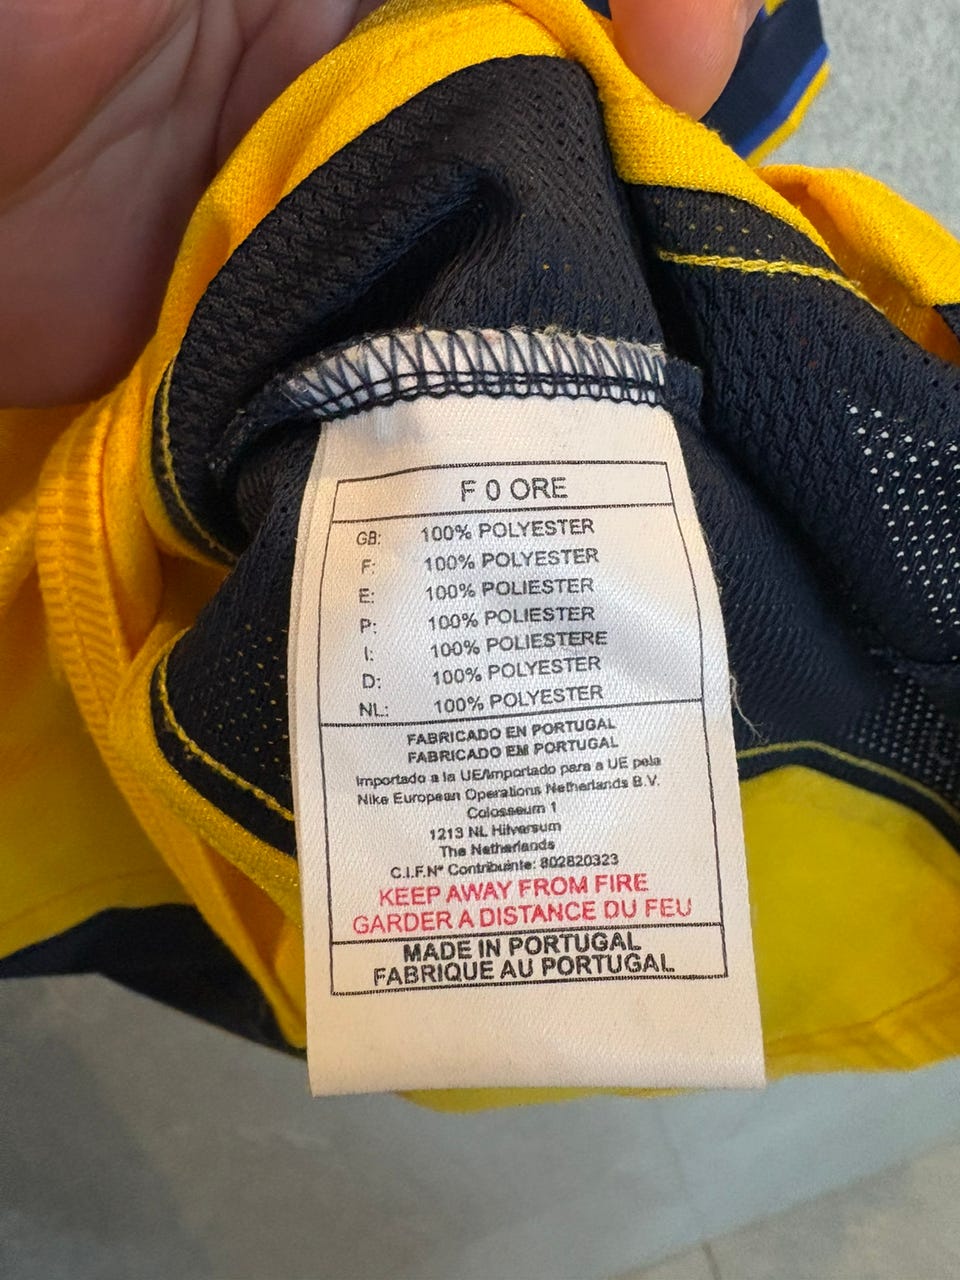 F 0 ORE
GB: 100% POLYESTER
F: 100% POLYESTER
E: 100% POLIESTER
P: 100% POLIESTER
I: 100% POLIESTERE
D: 100% POLYESTER
NL: 100% POLYESTER
FABRICADO EN PORTUGAL
FABRICADO EM PORTUGAL
Importado a la UE/Importado para a UE pela
Nike European Operations Netherlands B.V.
Colosseum 1
1213 NL Hilversum
The Netherlands
C.I.F.Nº Contribuinte: 802820323
KEEP AWAY FROM FIRE
GARDER A DISTANCE DU FEU
MADE IN PORTUGAL
FABRIQUE AU PORTUGAL